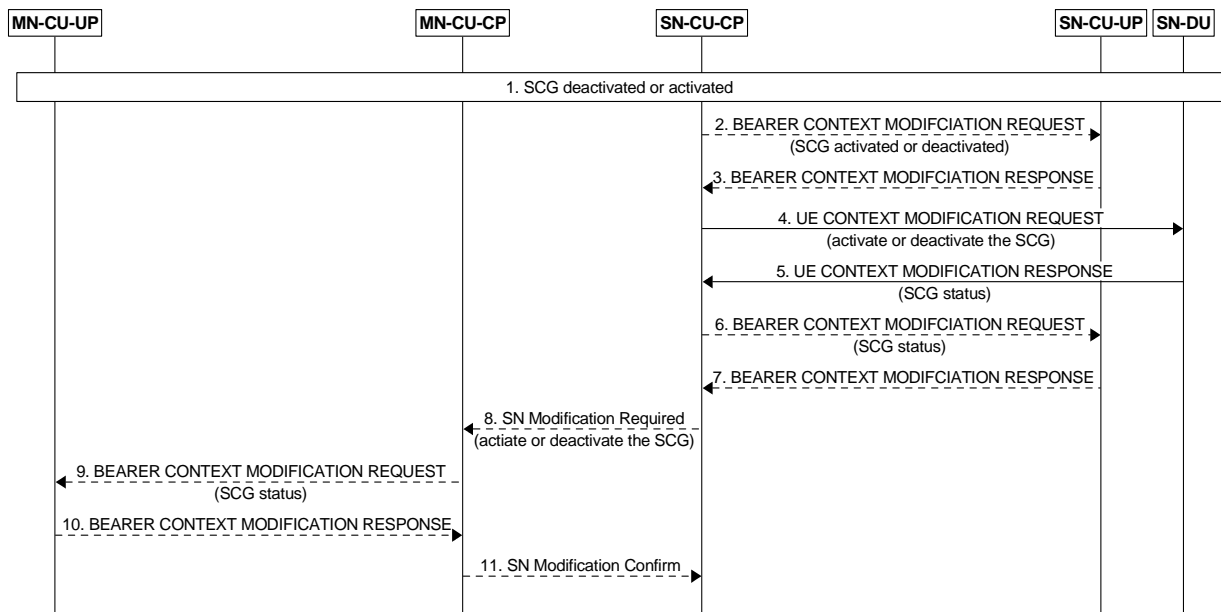 MN-CU-UP MN-CU-CP SN-CU-CP SN-CU-UP SN-DU
1. SCG deactivated or activated
2. BEARER CONTEXT MODIFCIATION REQUEST
(SCG activated or deactivated)
3. BEARER CONTEXT MODIFCIATION RESPONSE
4. UE CONTEXT MODIFICATION REQUEST
(activate or deactivate the SCG)
5. UE CONTEXT MODIFICATION RESPONSE
(SCG status)
6. BEARER CONTEXT MODIFCIATION REQUEST
(SCG status)
7. BEARER CONTEXT MODIFCIATION RESPONSE
8. SN Modification Required
(actiate or deactivate the SCG)
9. BEARER CONTEXT MODIFICATION REQUEST
(SCG status)
10. BEARER CONTEXT MODIFICATION RESPONSE
11. SN Modification Confirm